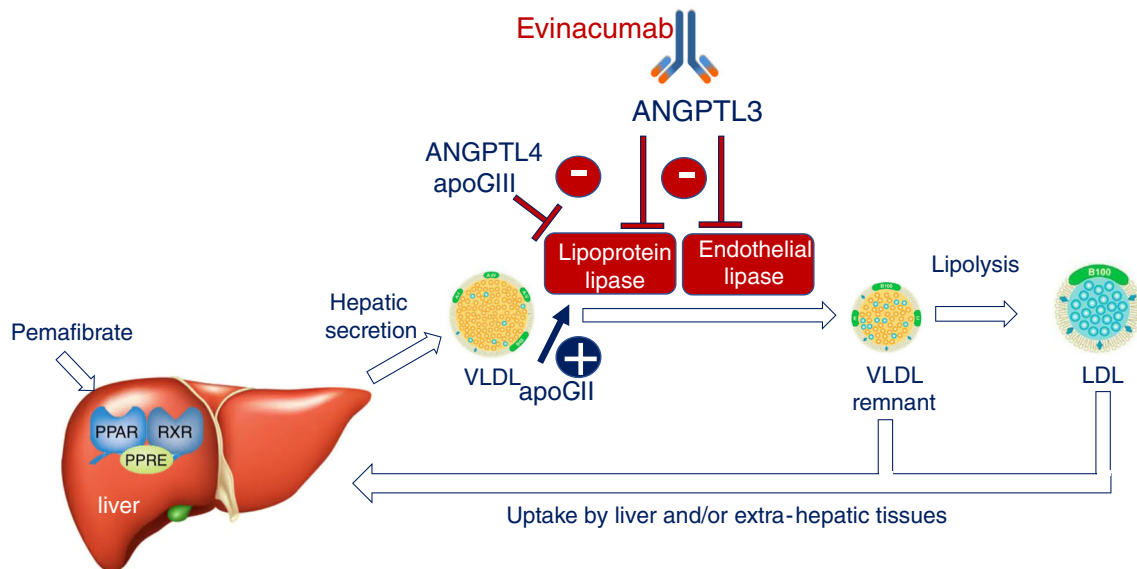 Evinacumab
ANGPTL3
ANGPTL4
apoGIII
-
-
Lipoprotein
lipase
Endothelial
lipase
Lipolysis
Hepatic
secretion
Pemafibrate
B100
B100
+
VLDL
apoGII
VLDL
remnant
LDL
PPAR
RXR
PPRE
liver
Uptake by liver and/or extra-hepatic tissues